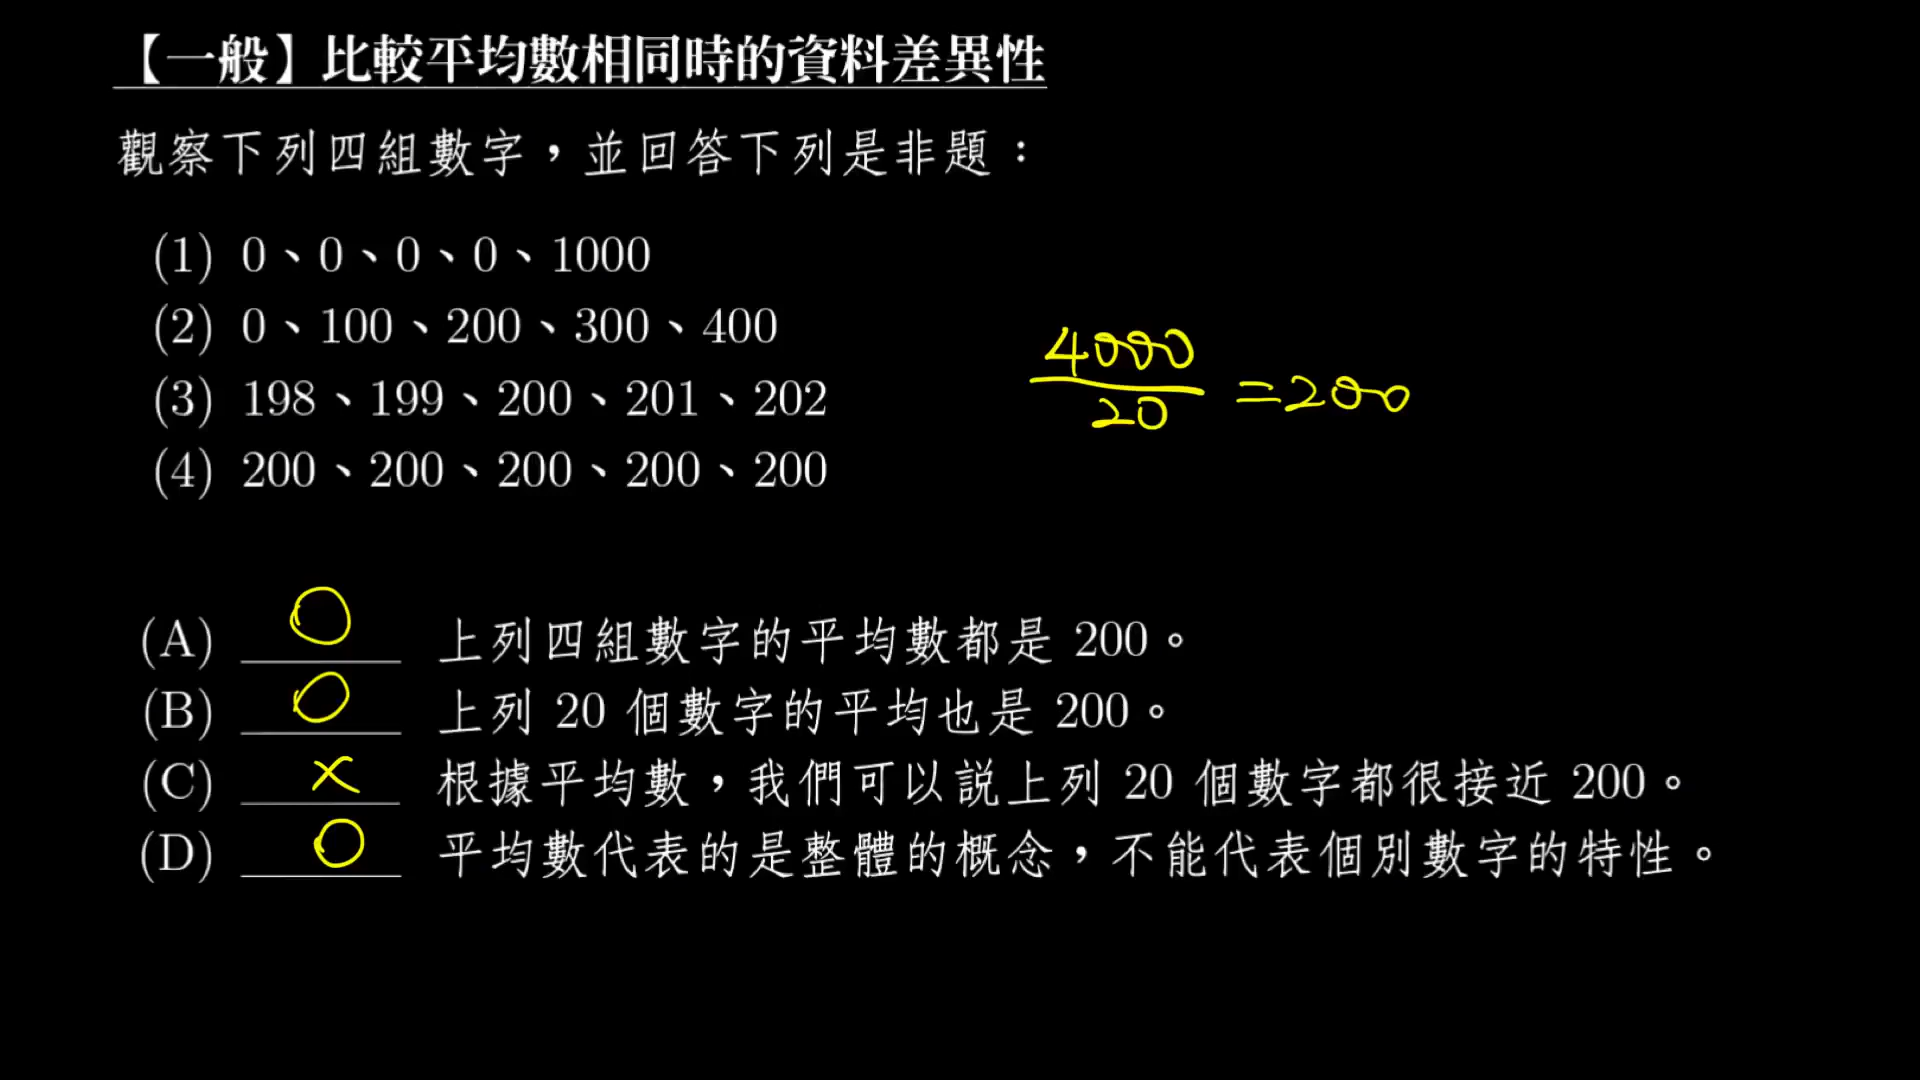 【一般】比較平均數相同時的資料差異性
觀察下列四組數字，並回答下列是非題：
(1) 0、0、0、0、1000
(2) 0、100、200、300、400
(3) 198、199、200、201、202
(4) 200、200、200、200、200
4000
20
=200
(A) ○ 上列四組數字的平均數都是 200。
(B) ○ 上列 20 個數字的平均也是 200。
(C) × 根據平均數，我們可以說上列 20 個數字都很接近 200。
(D) ○ 平均數代表的是整體的概念，不能代表個別數字的特性。